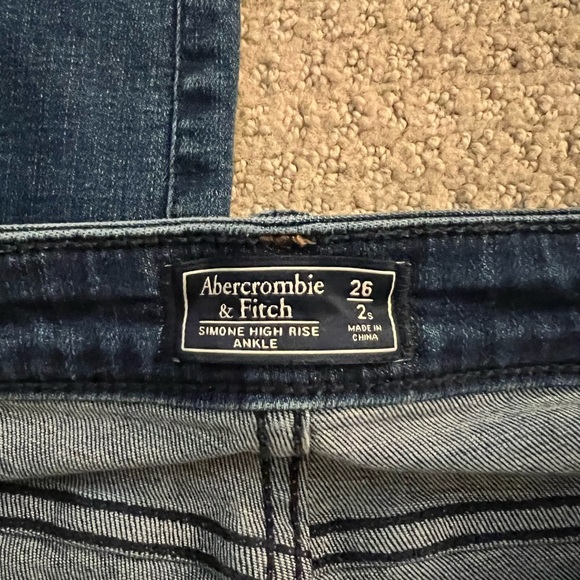 Abercrombie
& Fitch
SIMONE HIGH RISE
ANKLE
26
2s
MADE IN
CHINA